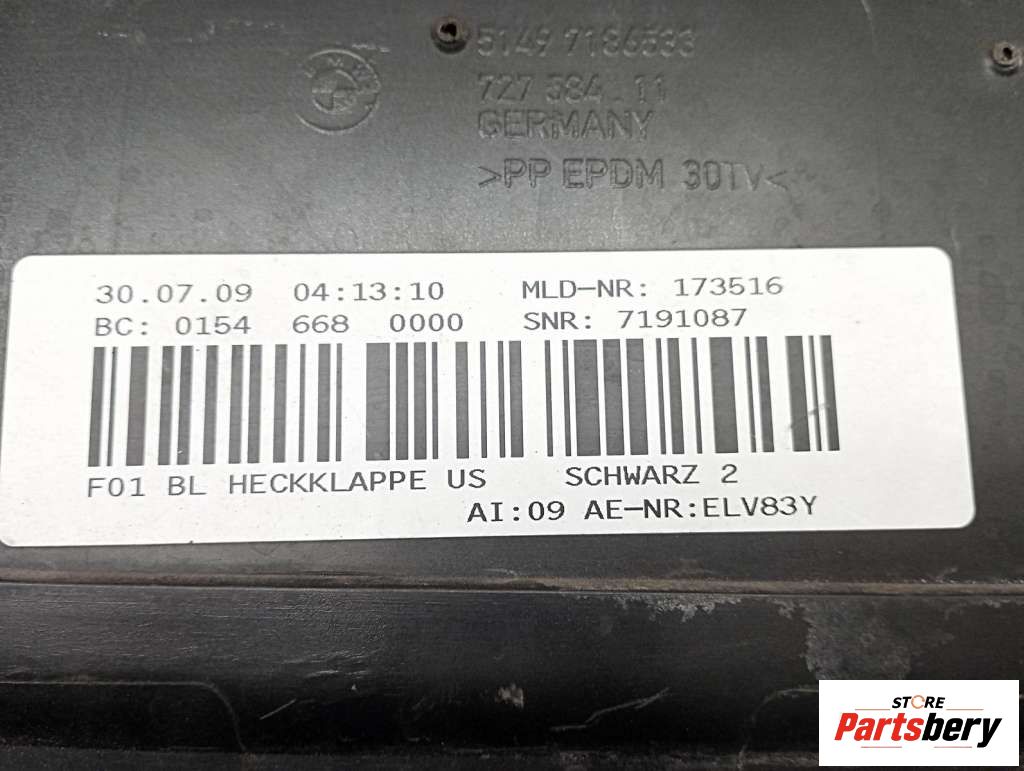 5149 7186533
BMW
727 384 . 11
GERMANY
>PP EPDM 30TV<
30.07.09 04:13:10 MLD-NR: 173516
BC: 0154 668 0000 SNR: 7191087
F01 BL HECKKLAPPE US SCHWARZ 2
AI:09 AE-NR:ELV83Y
STORE
Partsbery